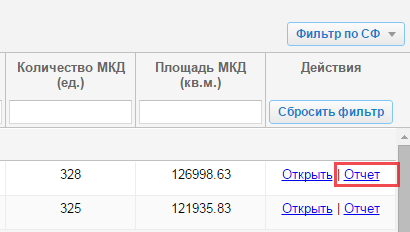 Фильтр по СФ
Количество МКД (ед.) Площадь МКД (кв.м.) Действия
Сбросить фильтр
328 126998.63 Открыть | Отчет
325 121935.83 Открыть | Отчет